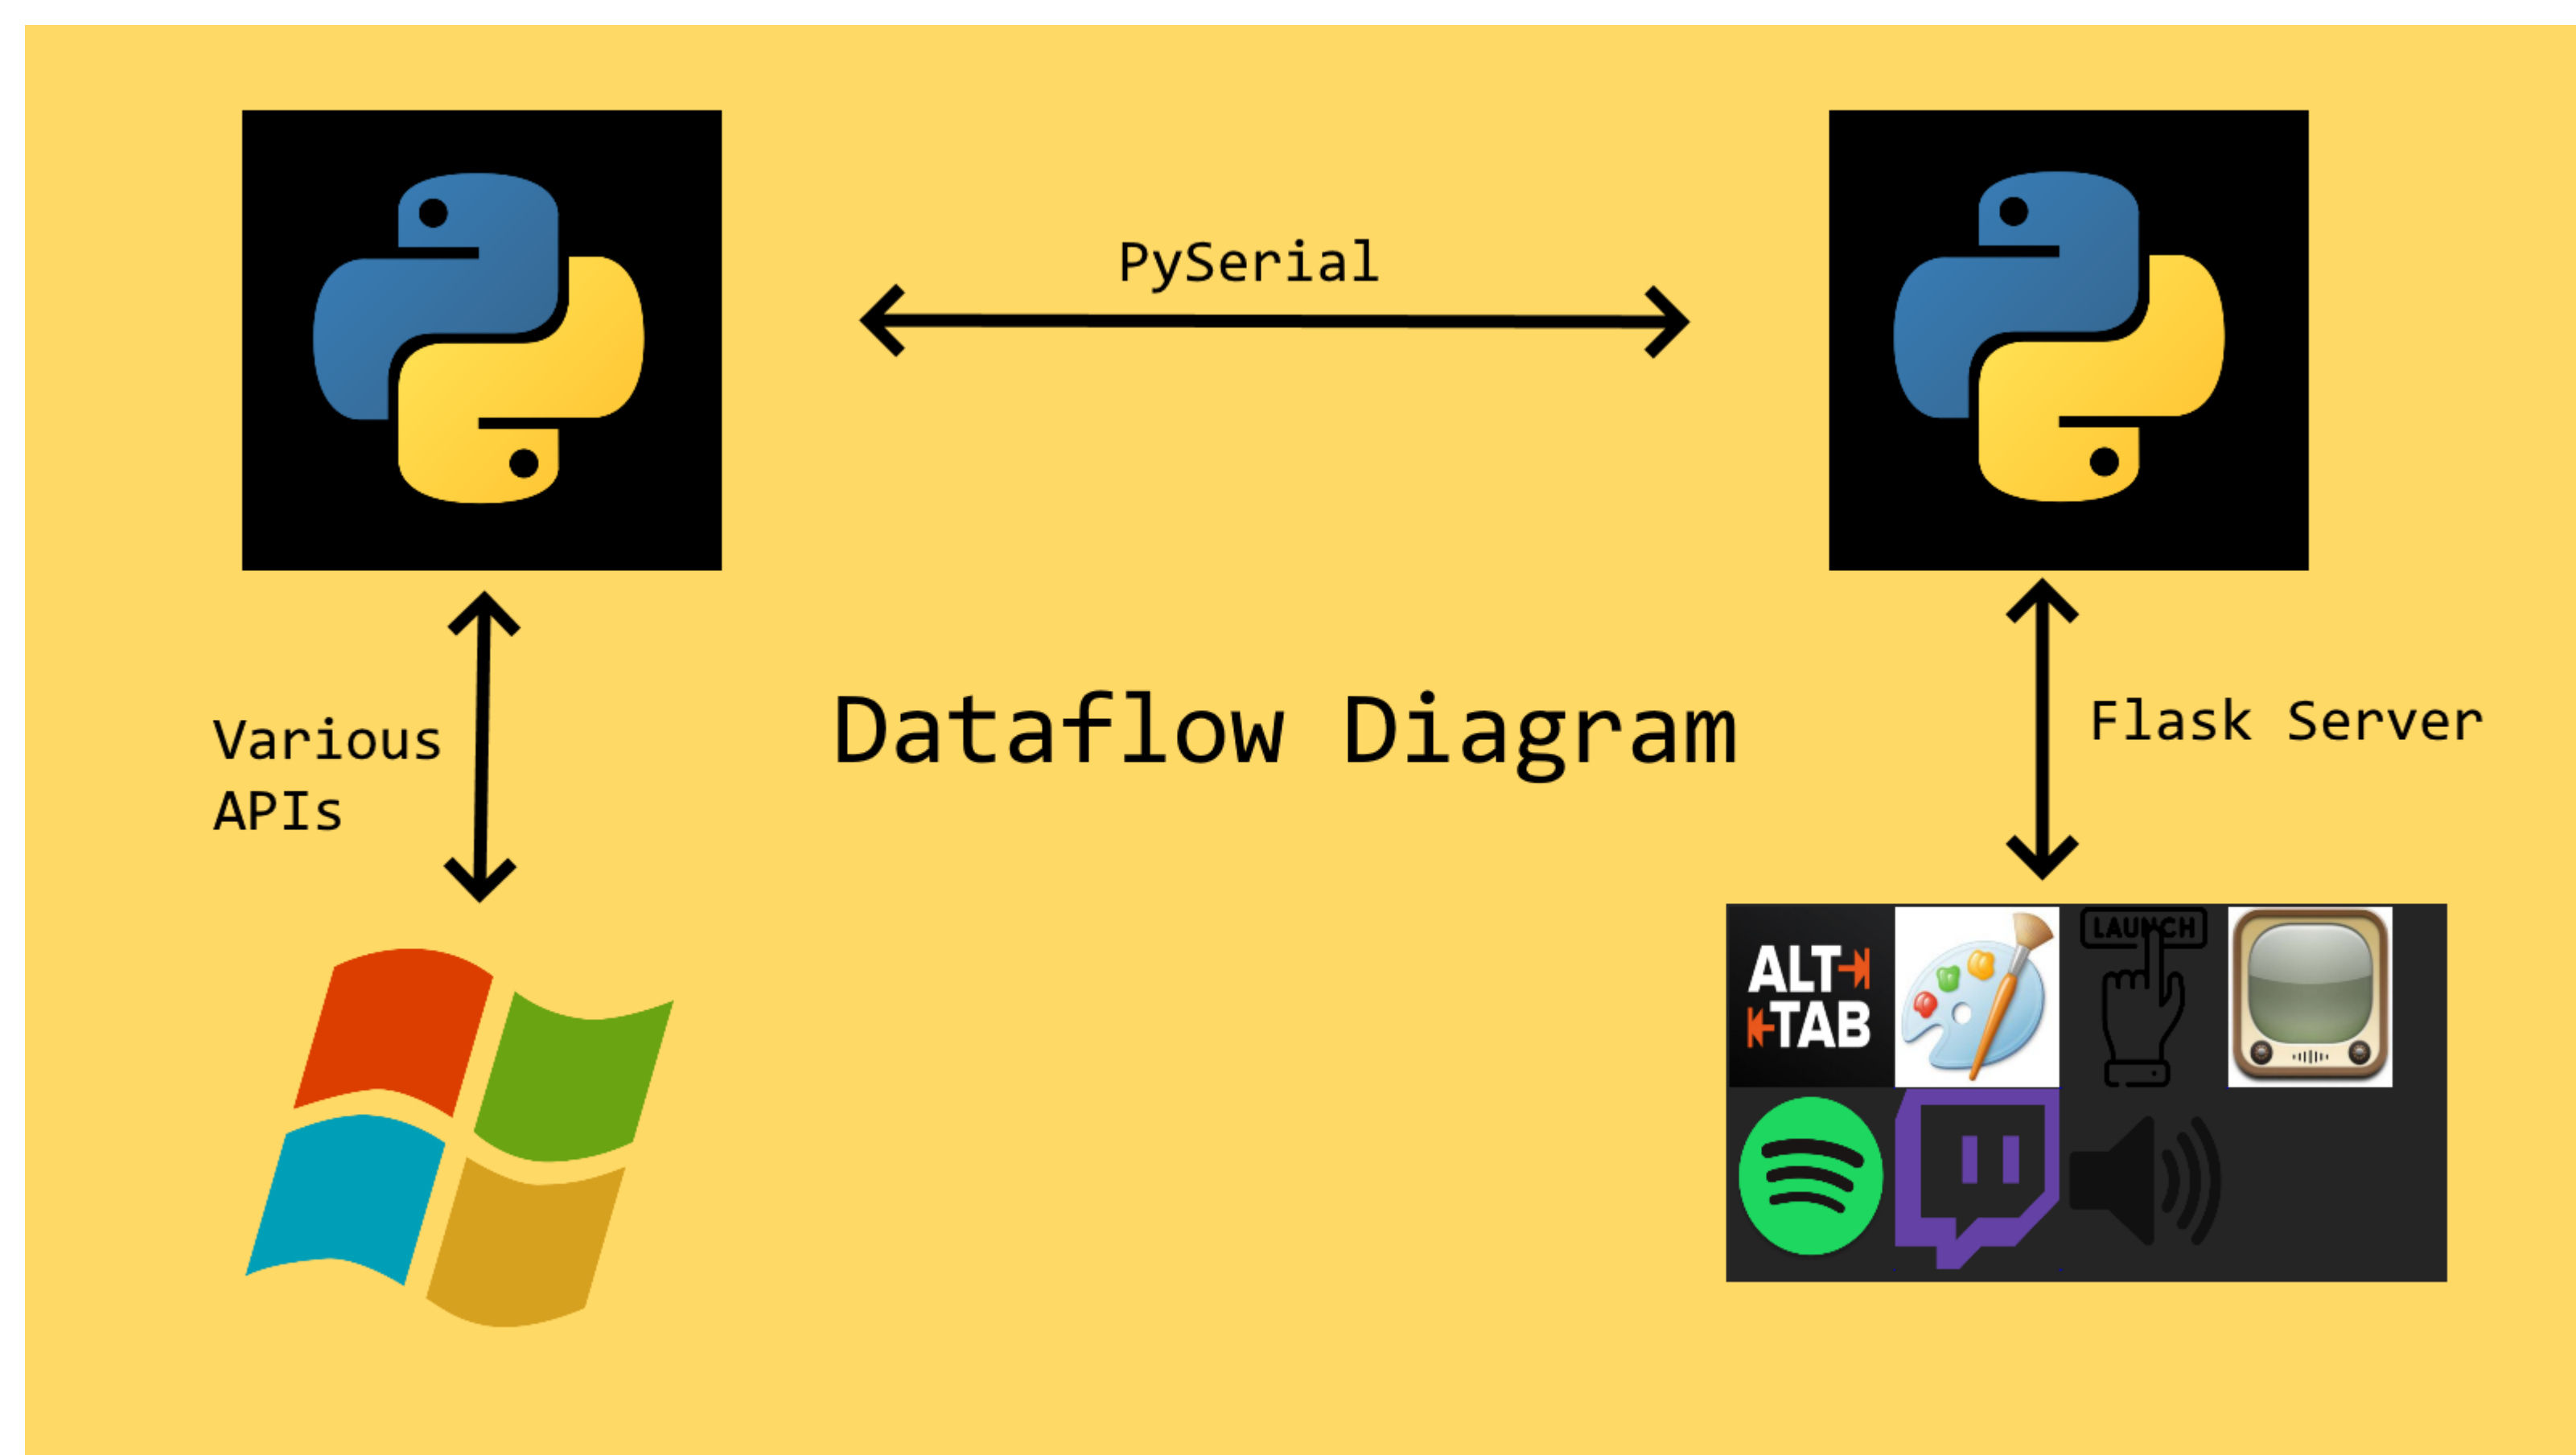 PySerial
Dataflow Diagram
Various
APIs
Flask Server
LAUNCH
ALT
TAB